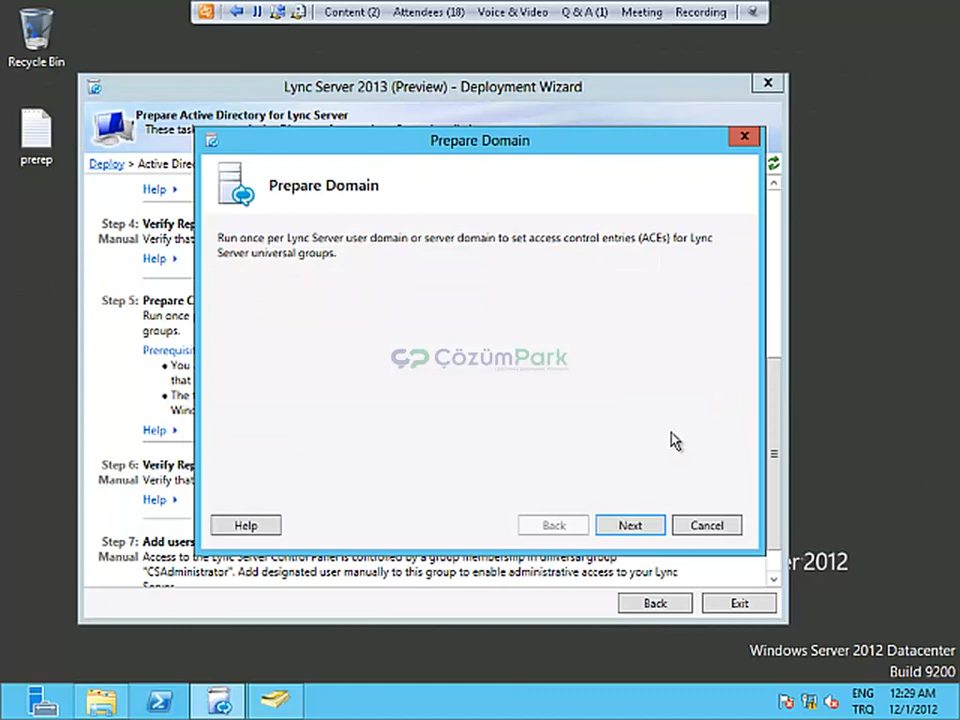 Content (2) Attendees (18) Voice & Video Q & A (1) Meeting Recording
Recycle Bin
prerep
Lync Server 2013 (Preview) - Deployment Wizard
Prepare Active Directory for Lync Server
These
Deploy > Active Dire
Help
Step 4: Verify Rep
Manual Verify that
Help
Step 5: Prepare
Run once
groups.
Prerequisit
You
that
The
Wind
Help
Step 6: Verify Rep
Manual Verify that
Help
Step 7: Add users
Manual Access to the Lync Server Control Panel is controlled by a group membership in universal group
"CSAdministrator". Add designated user manually to this group to enable administrative access to your Lync
Server.
Back Exit
Prepare Domain
Prepare Domain
Run once per Lync Server user domain or server domain to set access control entries (ACEs) for Lync
Server universal groups.
ÇözümPark
Help Back Next Cancel
er 2012
Windows Server 2012 Datacenter
Build 9200
ENG 12:29 AM
TRQ 12/1/2012